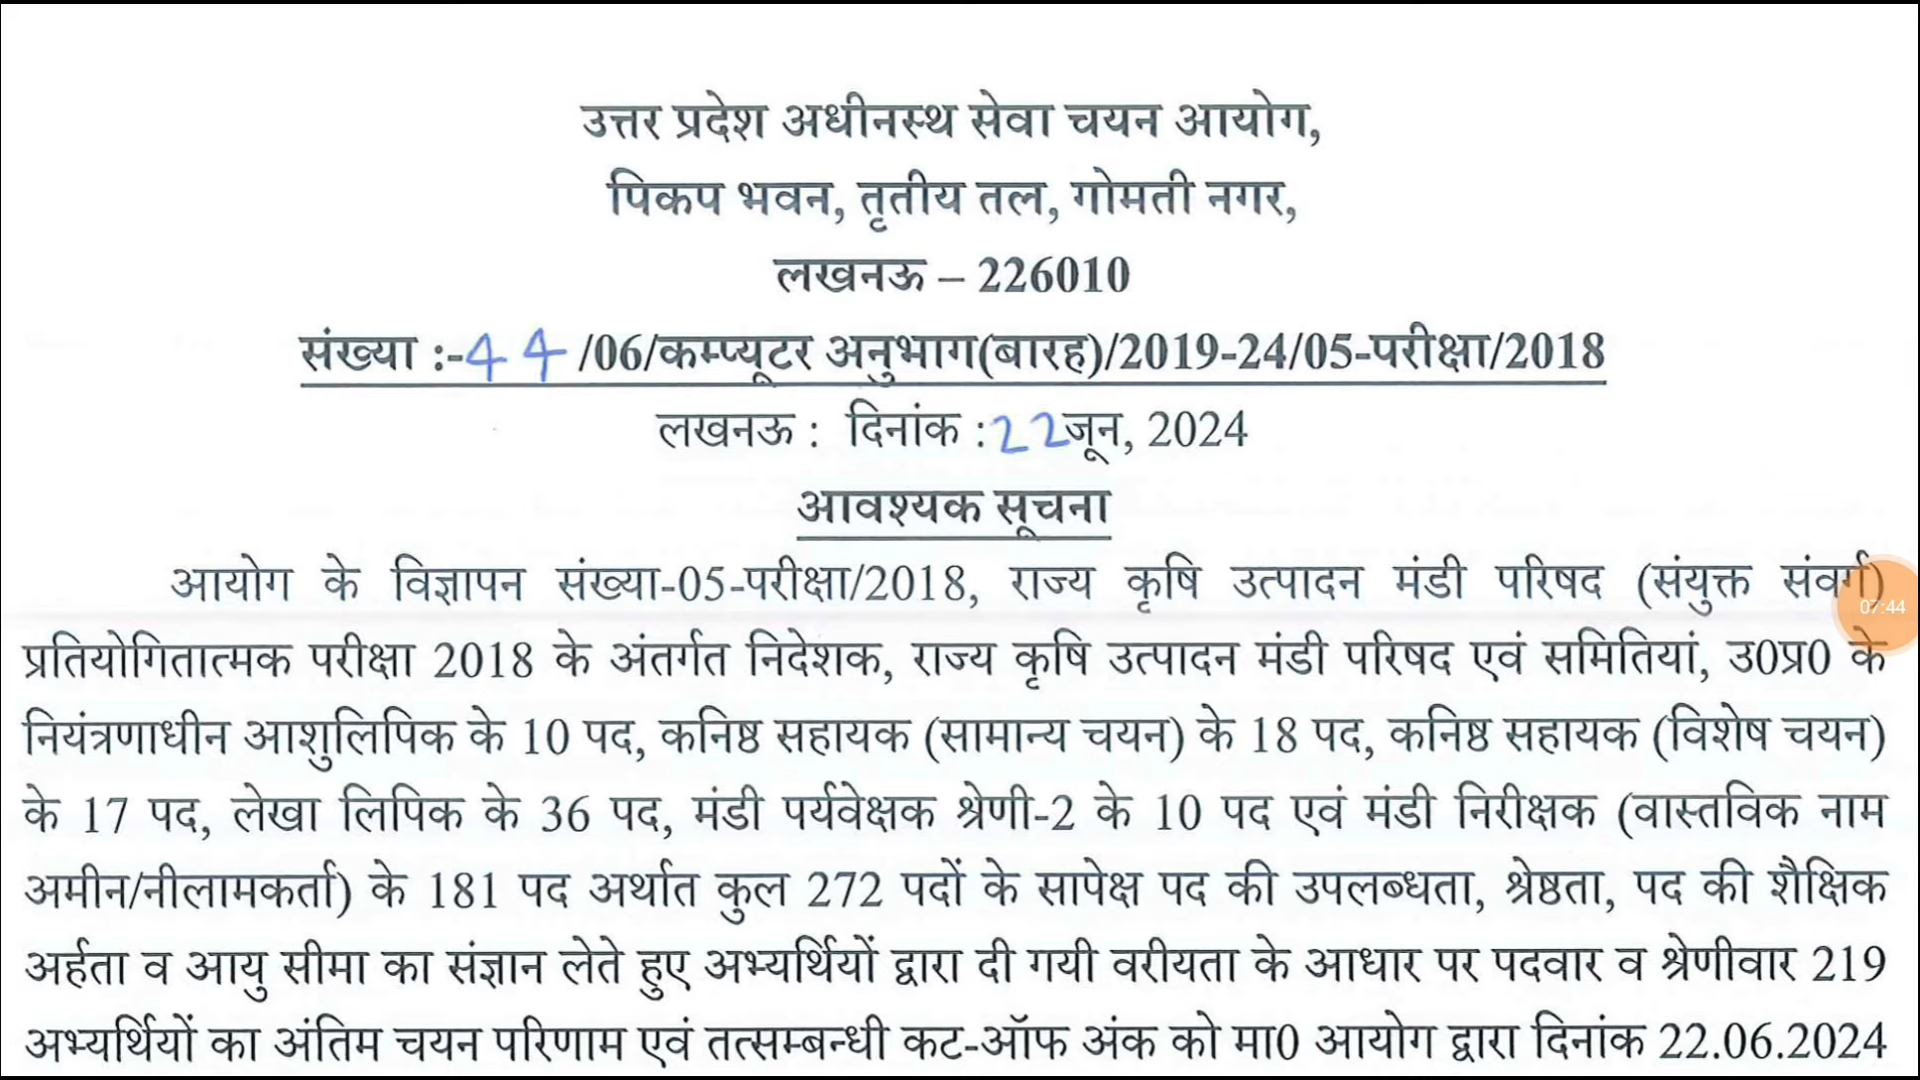 उत्तर प्रदेश अधीनस्थ सेवा चयन आयोग,
पिकप भवन, तृतीय तल, गोमती नगर,
लखनऊ – 226010
संख्या :-44/06/कम्प्यूटर अनुभाग(बारह)/2019-24/05-परीक्षा/2018
लखनऊ : दिनांक :22जून, 2024
आवश्यक सूचना
आयोग के विज्ञापन संख्या-05-परीक्षा/2018, राज्य कृषि उत्पादन मंडी परिषद (संयुक्त संवर्ग)
07:44
प्रतियोगितात्मक परीक्षा 2018 के अंतर्गत निदेशक, राज्य कृषि उत्पादन मंडी परिषद एवं समितियां, उ0प्र0 के
नियंत्रणाधीन आशुलिपिक के 10 पद, कनिष्ठ सहायक (सामान्य चयन) के 18 पद, कनिष्ठ सहायक (विशेष चयन)
के 17 पद, लेखा लिपिक के 36 पद, मंडी पर्यवेक्षक श्रेणी-2 के 10 पद एवं मंडी निरीक्षक (वास्तविक नाम
अमीन/नीलामकर्ता) के 181 पद अर्थात कुल 272 पदों के सापेक्ष पद की उपलब्धता, श्रेष्ठता, पद की शैक्षिक
अर्हता व आयु सीमा का संज्ञान लेते हुए अभ्यर्थियों द्वारा दी गयी वरीयता के आधार पर पदवार व श्रेणीवार 219
अभ्यर्थियों का अंतिम चयन परिणाम एवं तत्सम्बन्धी कट-ऑफ अंक को मा0 आयोग द्वारा दिनांक 22.06.2024